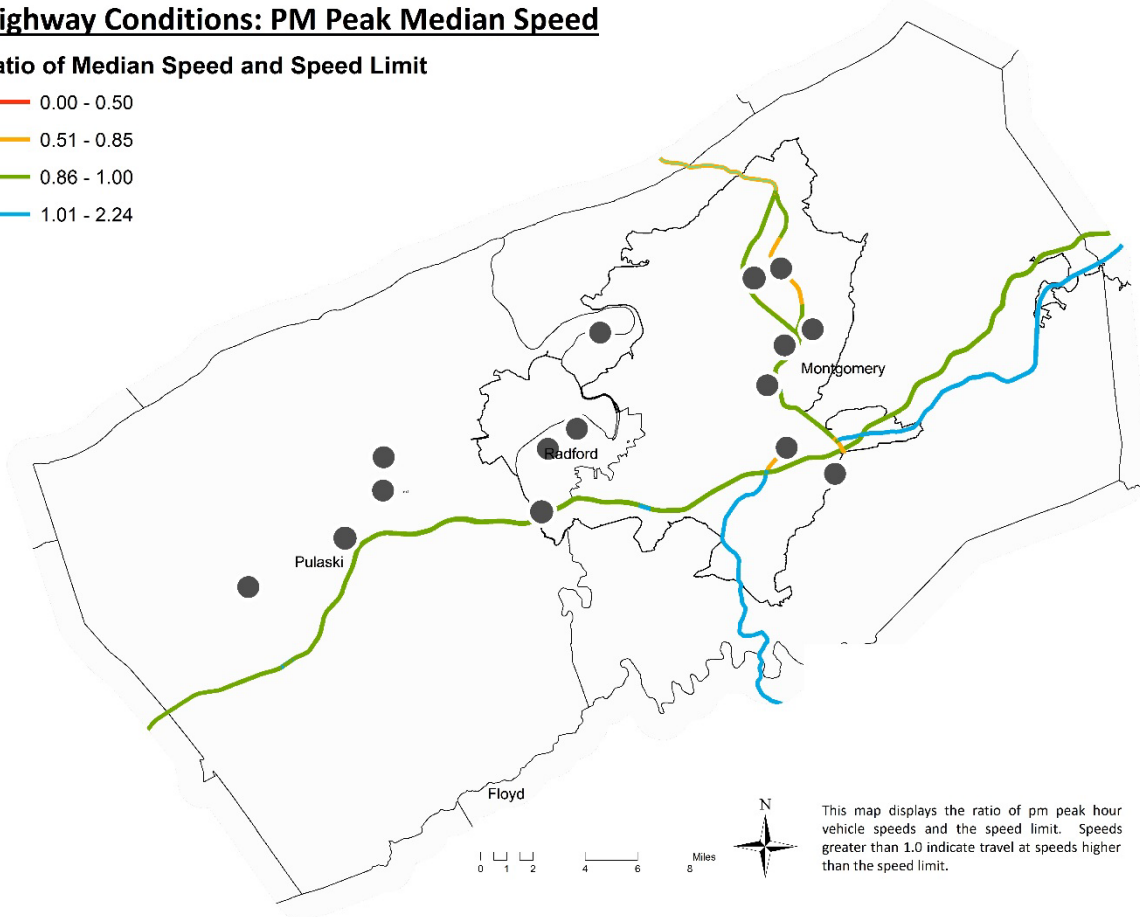 ighway Conditions: PM Peak Median Speed
atio of Median Speed and Speed Limit
0.00 - 0.50
0.51 - 0.85
0.86 - 1.00
1.01 - 2.24
Montgomery
Radford
Pulaski
Floyd
N
Miles
0 1 2 4 6 8
This map displays the ratio of pm peak hour
vehicle speeds and the speed limit. Speeds
greater than 1.0 indicate travel at speeds higher
than the speed limit.